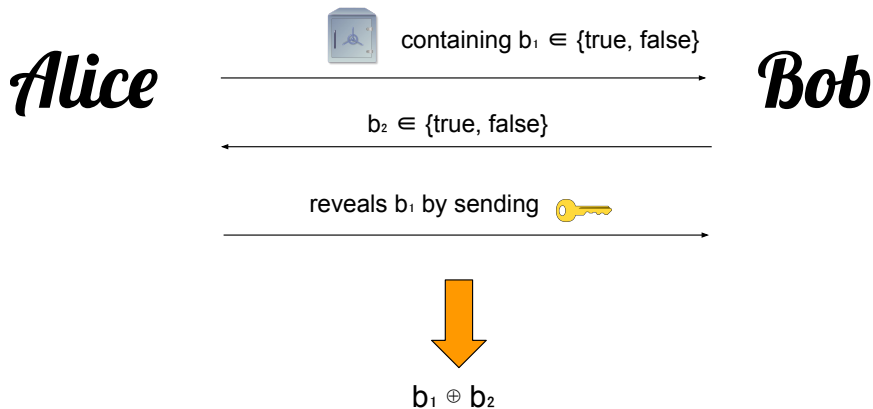 containing b₁ ∈ {true, false}
Alice
Bob
b₂ ∈ {true, false}
reveals b₁ by sending
b₁ ⊕ b₂